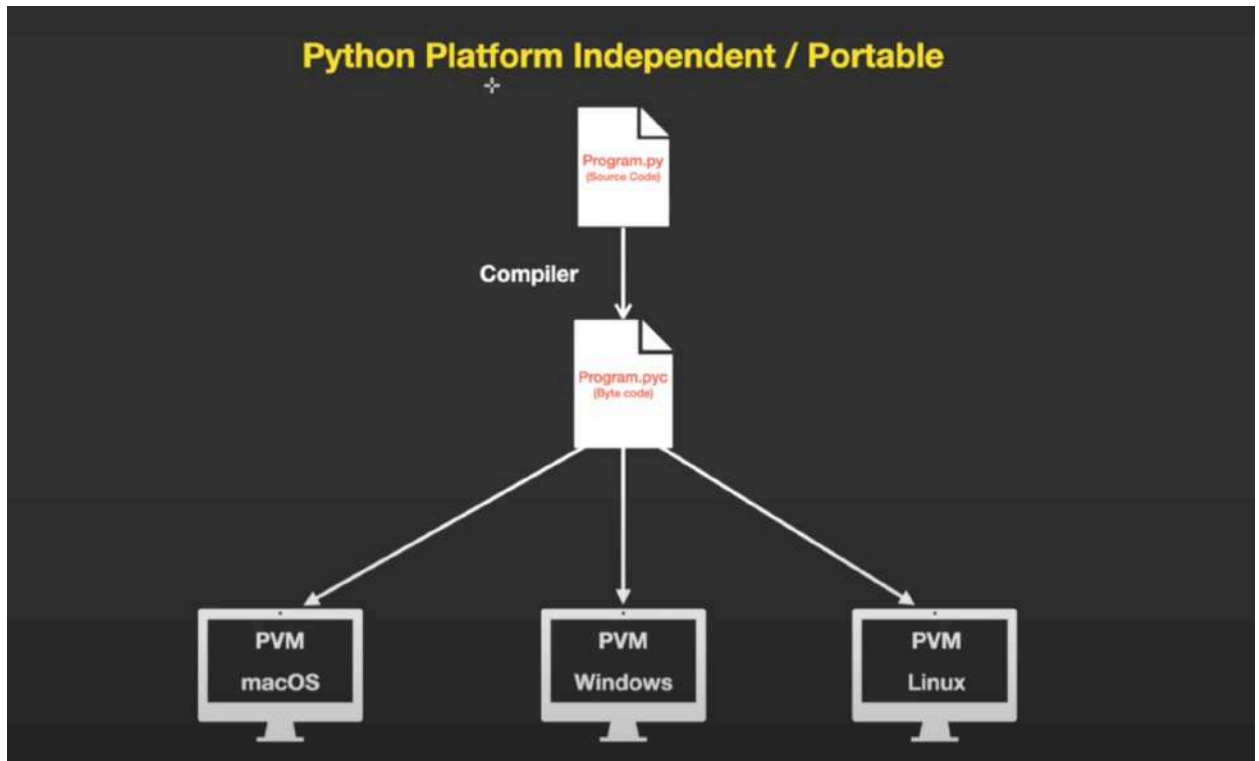 Python Platform Independent / Portable
Program.py
(Source Code)
Compiler
Program.pyc
(Byte code)
PVM
macOS
PVM
Windows
PVM
Linux